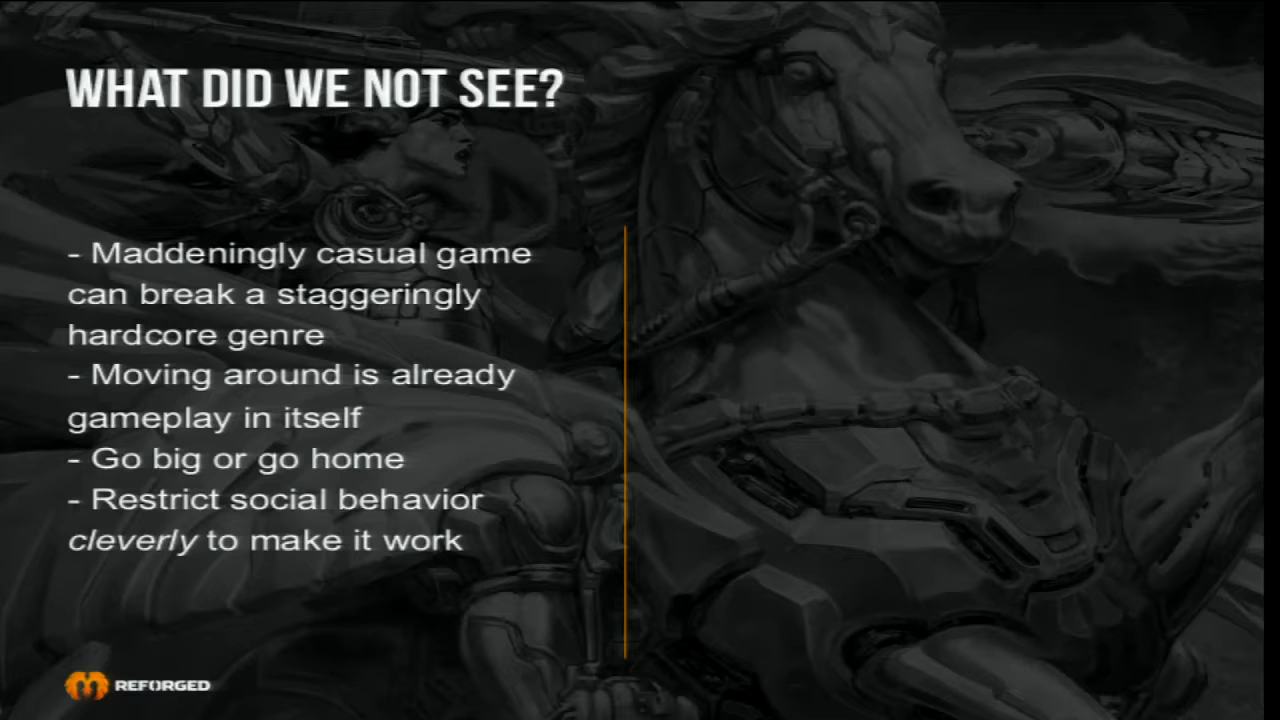 WHAT DID WE NOT SEE?
- Maddeningly casual game
can break a staggeringly
hardcore genre
- Moving around is already
gameplay in itself
- Go big or go home
- Restrict social behavior
cleverly to make it work
REFORGED